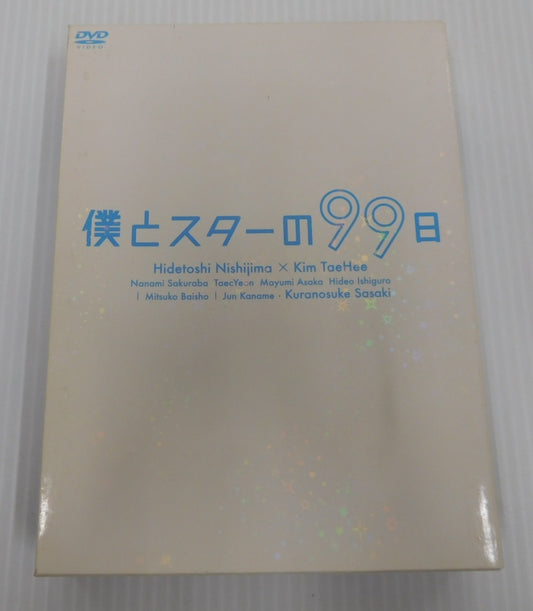 DVD
VIDEO
僕とスターの99日
Hidetoshi Nishijima × Kim TaeHee
Nanami Sakuraba TaecYeon Mayumi Asaka Hideo Ishiguro
| Mitsuko Baisho | Jun Kaname · Kuranosuke Sasaki